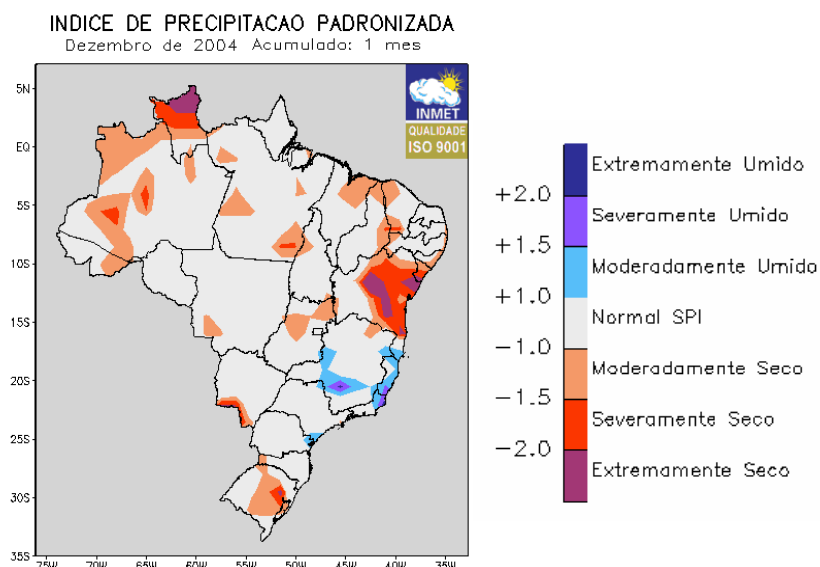 INDICE DE PRECIPITACAO PADRONIZADA
Dezembro de 2004 Acumulado: 1 mes
INMET
QUALIDADE
ISO 9001
5N
EQ
5S
10S
15S
20S
25S
30S
35S
75W 70W 65W 60W 55W 50W 45W 40W 35W
Extremamente Umido
+2.0
Severamente Umido
+1.5
Moderadamente Umido
+1.0
Normal SPI
−1.0
Moderadamente Seco
−1.5
Severamente Seco
−2.0
Extremamente Seco